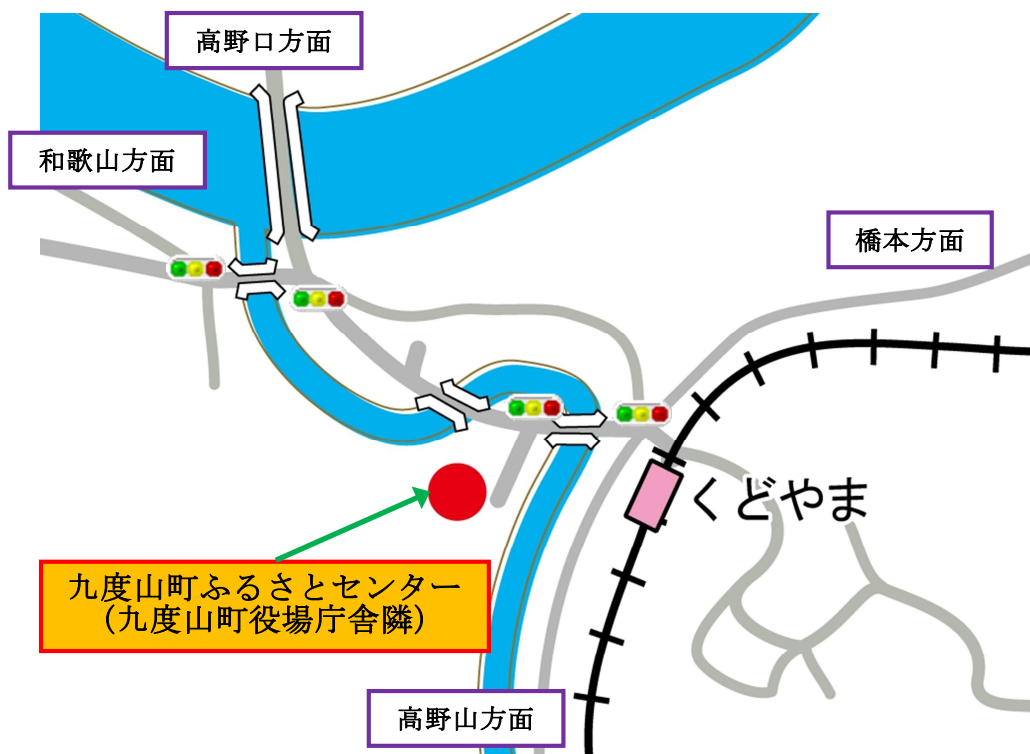 高野口方面
和歌山方面
橋本方面
くどやま
九度山町ふるさとセンター
(九度山町役場庁舎隣)
高野山方面